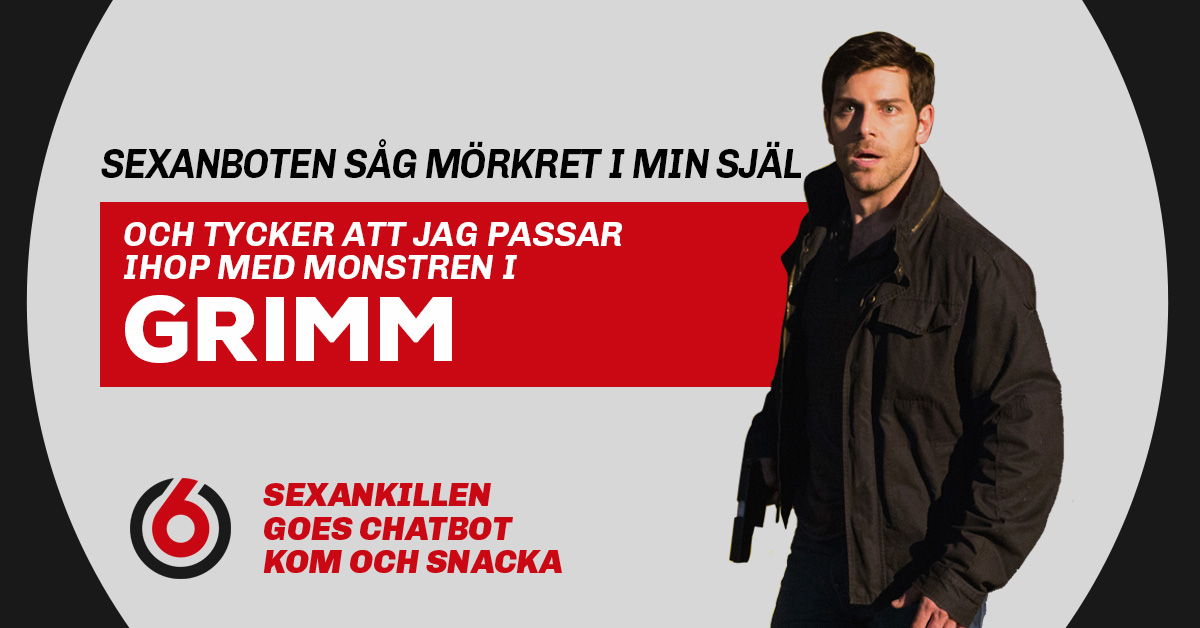 SEXANBOTEN SÅG MÖRKRET I MIN SJÄL
OCH TYCKER ATT JAG PASSAR
IHOP MED MONSTREN I
GRIMM
6
SEXANKILLEN
GOES CHATBOT
KOM OCH SNACKA